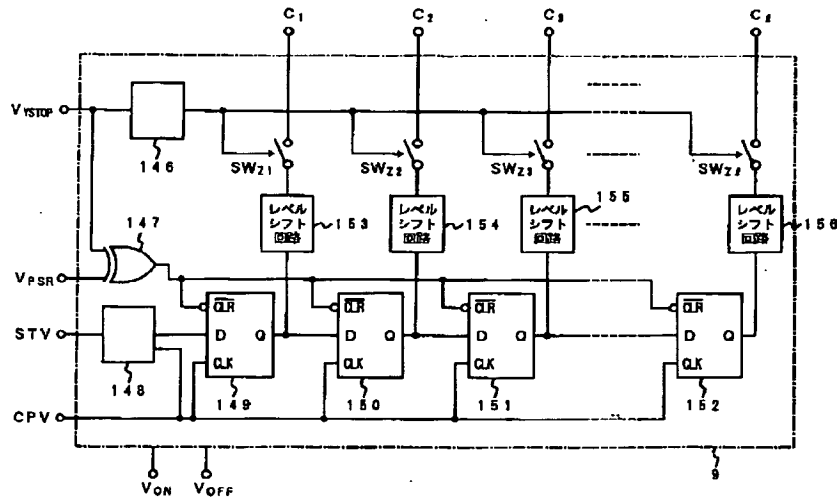 C1 C2 C3 Cℓ
VYSTOP
146
SWZ1 SWZ2 SWZ3 SWZℓ
レベル
シフト
回路
153
レベル
シフト
回路
154
レベル
シフト
回路
155
レベル
シフト
回路
156
147
VPSR
STV
148
CPV
CLR
D Q
CLK
149
CLR
D Q
CLK
150
CLR
D Q
CLK
151
CLR
D Q
CLK
152
9
VON VOFF